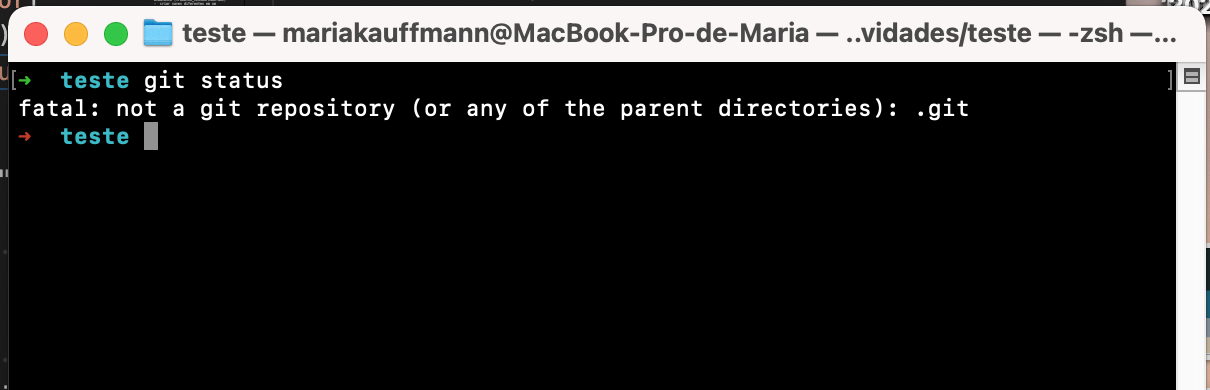 teste — mariakauffmann@MacBook-Pro-de-Maria — ..vidades/teste — -zsh —...
[➜ teste git status ]
fatal: not a git repository (or any of the parent directories): .git
➜ teste